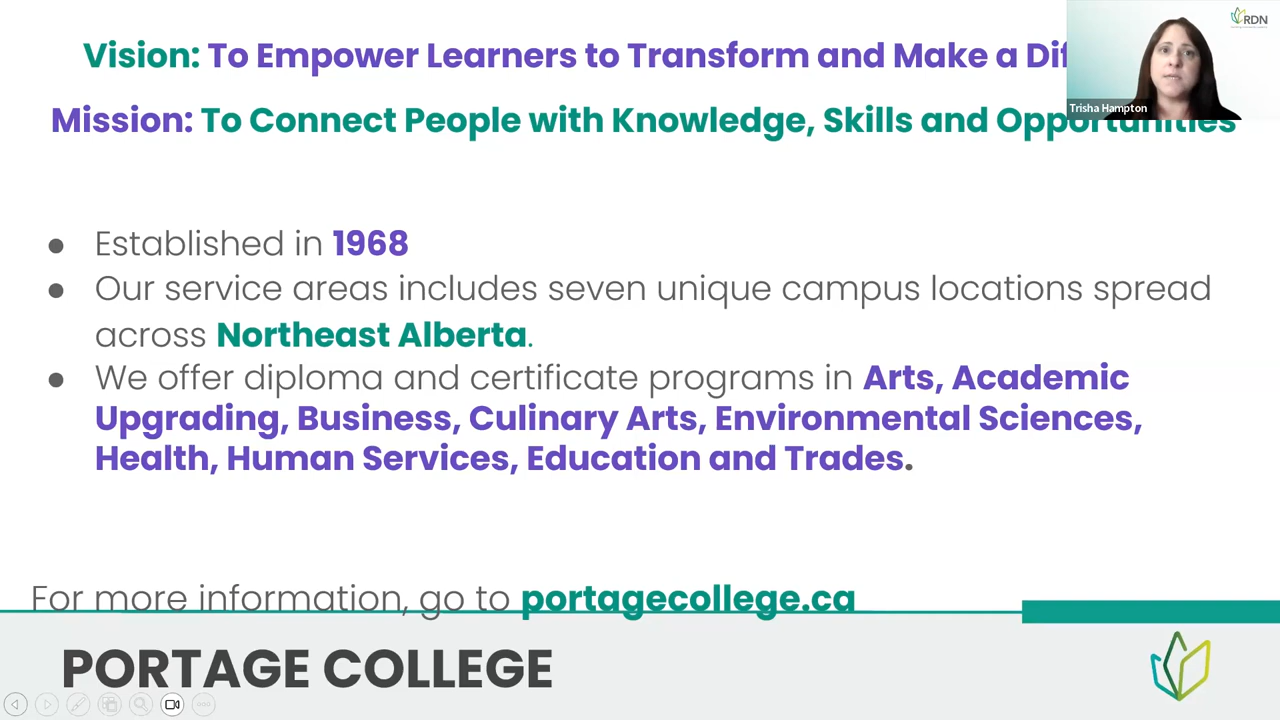 Vision: To Empower Learners to Transform and Make a Dif
Mission: To Connect People with Knowledge, Skills and Opportunities
RDN
Trisha Hampton
● Established in 1968
● Our service areas includes seven unique campus locations spread
across Northeast Alberta.
● We offer diploma and certificate programs in Arts, Academic
Upgrading, Business, Culinary Arts, Environmental Sciences,
Health, Human Services, Education and Trades.
For more information, go to portagecollege.ca
PORTAGE COLLEGE